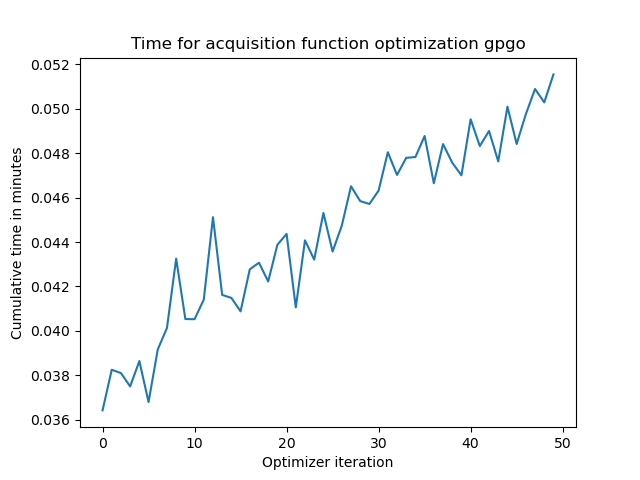 Time for acquisition function optimization gpgo
0.052
0.050
0.048
0.046
0.044
0.042
0.040
0.038
0.036
Cumulative time in minutes
0 10 20 30 40 50
Optimizer iteration